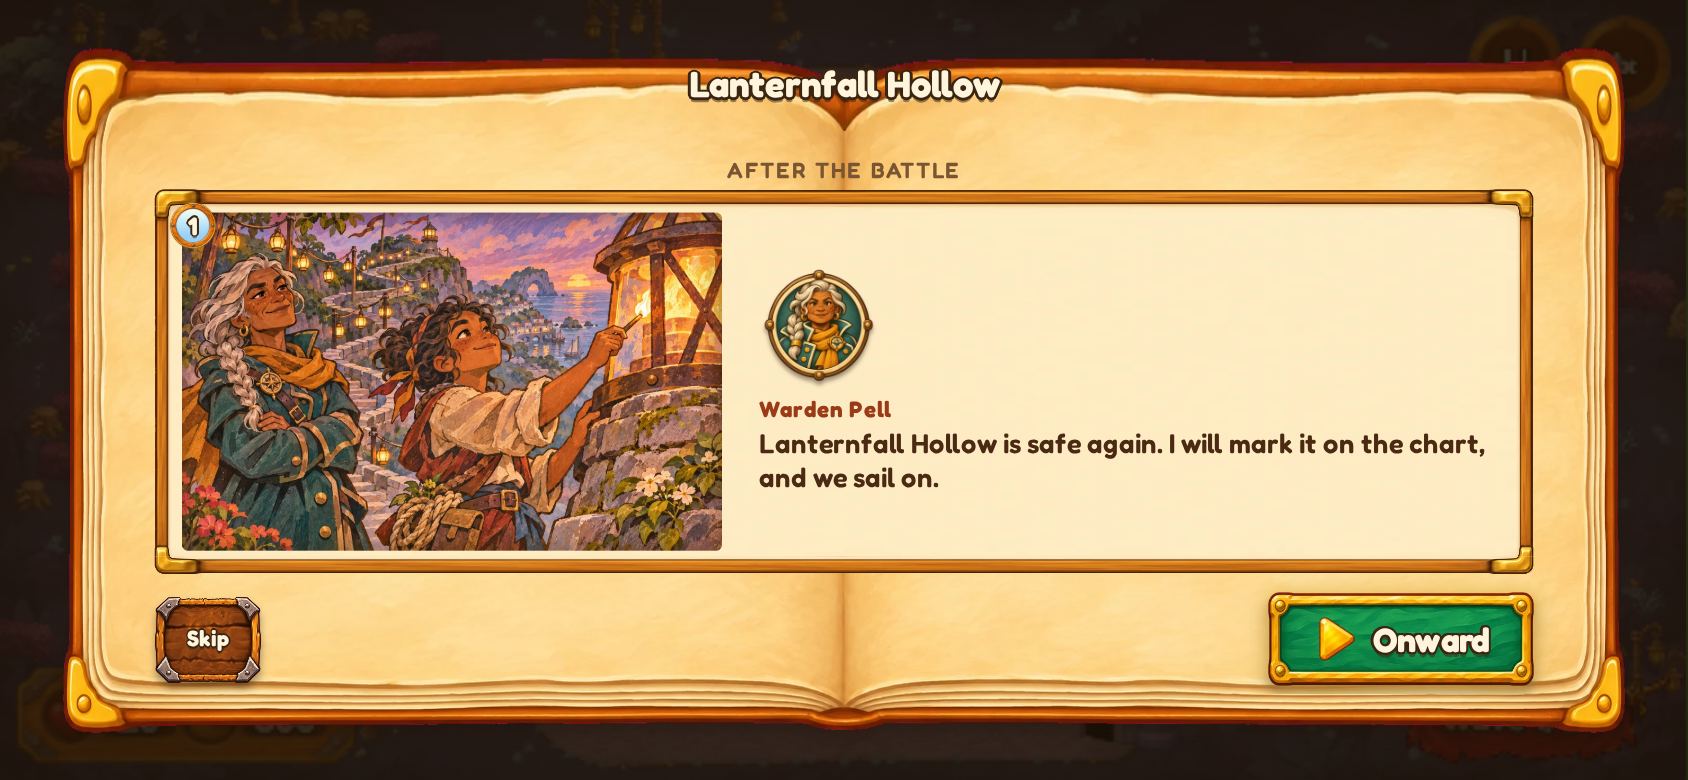 Lanternfall Hollow
AFTER THE BATTLE
1
Warden Pell
Lanternfall Hollow is safe again. I will mark it on the chart,
and we sail on.
Skip
Onward